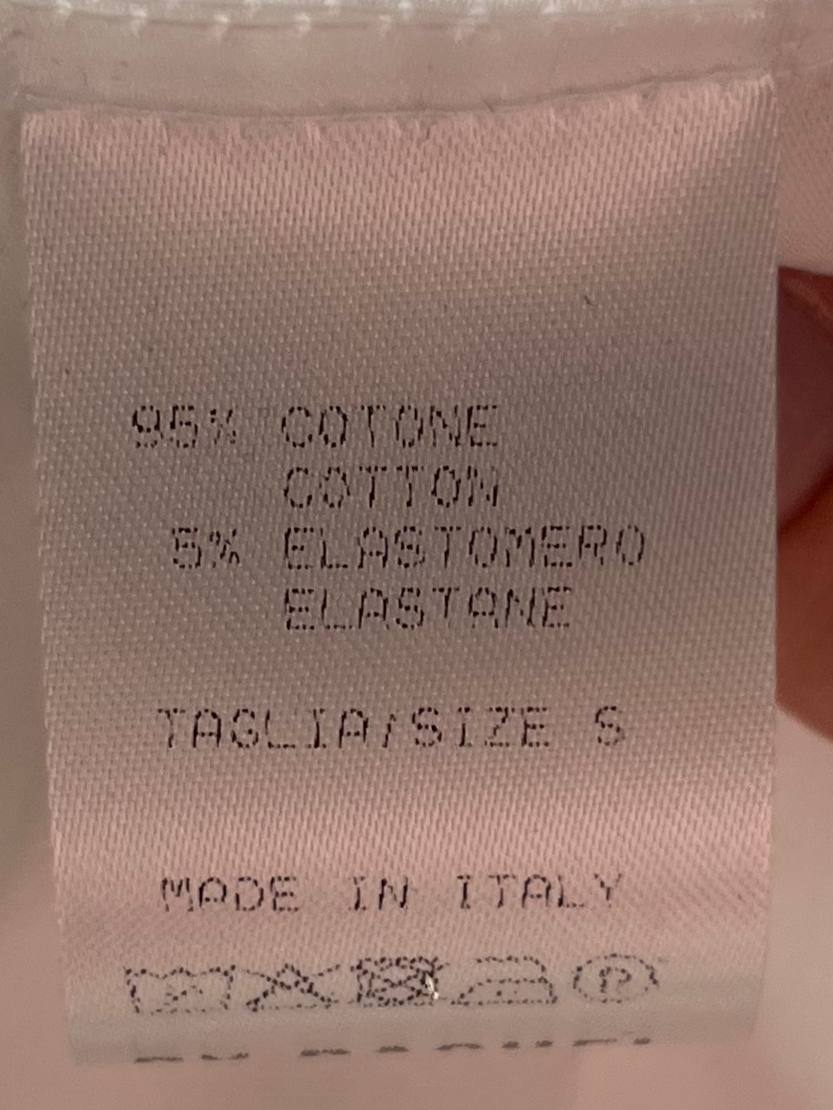 95% COTONE
COTTON
5% ELASTOMERO
ELASTANE
TAGLIA/SIZE S
MADE IN ITALY
P